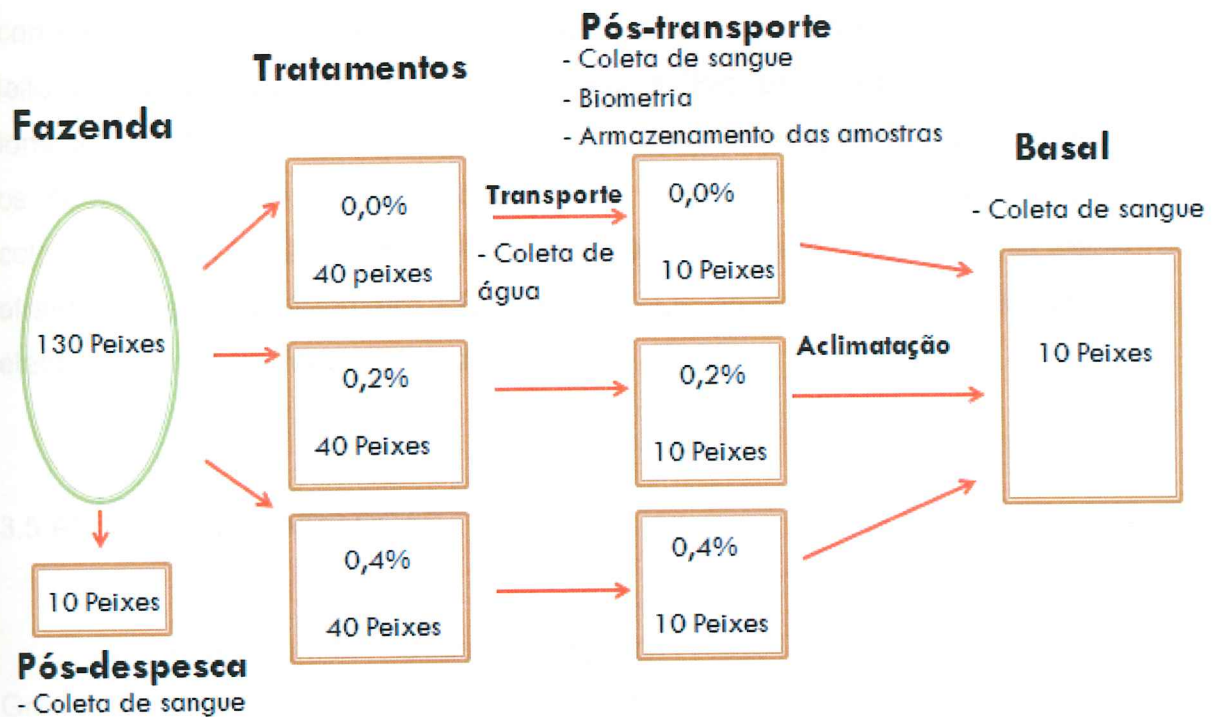 Fazenda
130 Peixes
10 Peixes
Pós-despesca
- Coleta de sangue
Tratamentos
0,0%
40 peixes
0,2%
40 Peixes
0,4%
40 Peixes
Transporte
- Coleta de
água
Pós-transporte
- Coleta de sangue
- Biometria
- Armazenamento das amostras
0,0%
10 Peixes
0,2%
10 Peixes
0,4%
10 Peixes
Aclimatação
Basal
- Coleta de sangue
10 Peixes